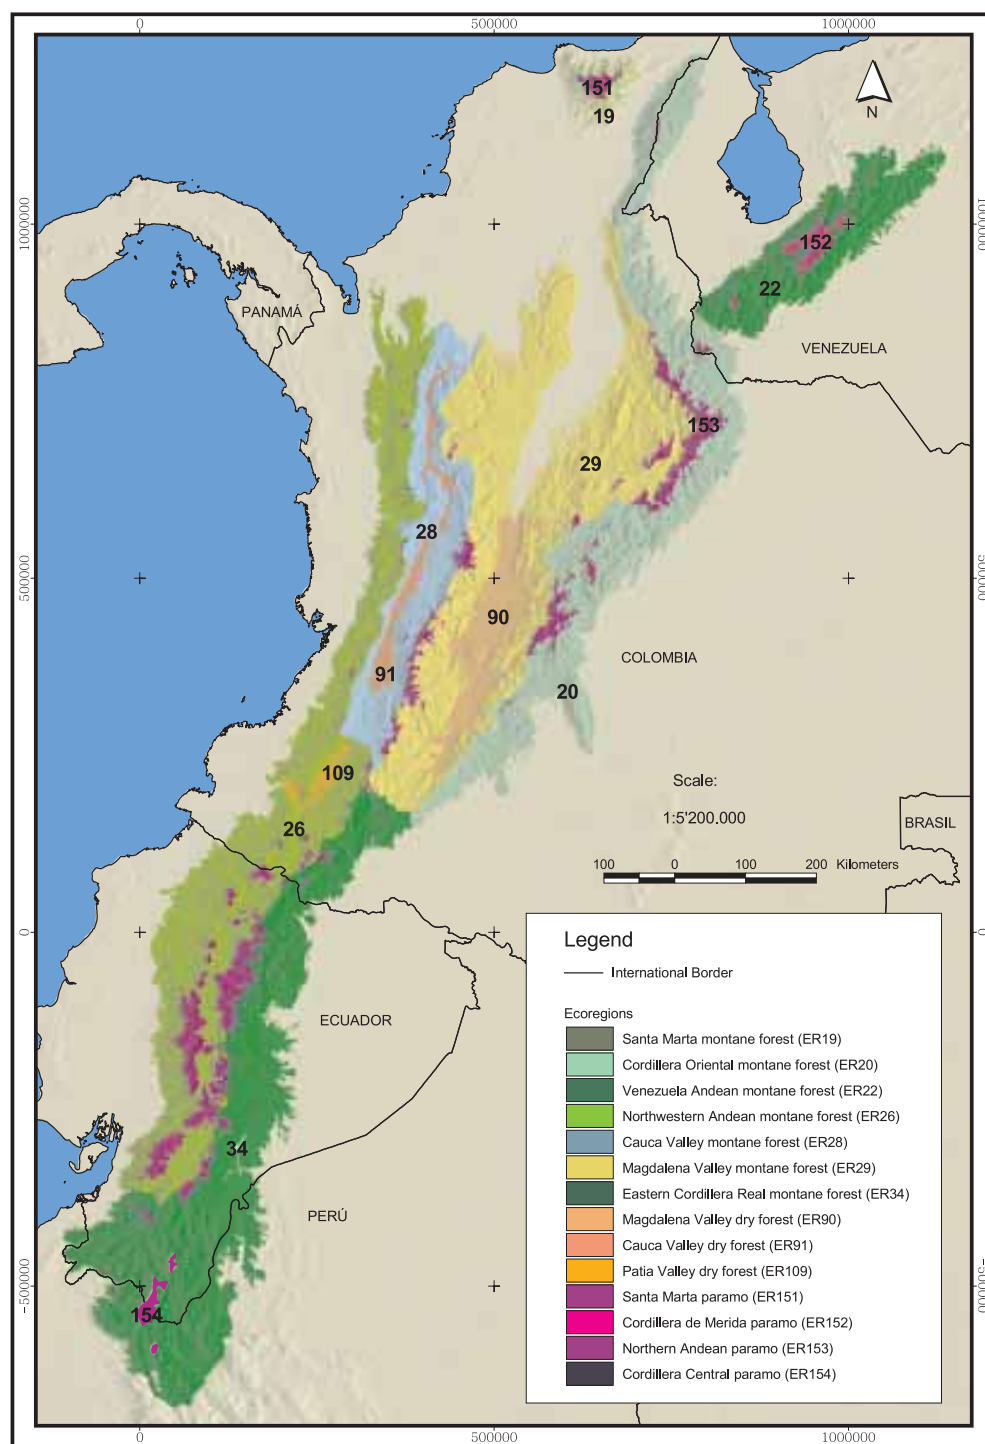 0
500000
1000000
151
19
N
1000000
1000000
152
22
PANAMÁ
VENEZUELA
153
29
28
500000
500000
90
91
COLOMBIA
20
109
Scale:
26
1:5'200.000
BRASIL
100
0
100
200
Kilometers
0
0
Legend
International Border
ECUADOR
Ecoregions
Santa Marta montane forest (ER19)
Cordillera Oriental montane forest (ER20)
Venezuela Andean montane forest (ER22)
Northwestern Andean montane forest (ER26)
Cauca Valley montane forest (ER28)
34
Magdalena Valley montane forest (ER29)
Eastern Cordillera Real montane forest (ER34)
PERÚ
Magdalena Valley dry forest (ER90)
Cauca Valley dry forest (ER91)
Patia Valley dry forest (ER109)
-500000
-500000
Santa Marta paramo (ER151)
154
Cordillera de Merida paramo (ER152)
Northern Andean paramo (ER153)
Cordillera Central paramo (ER154)
0
500000
1000000